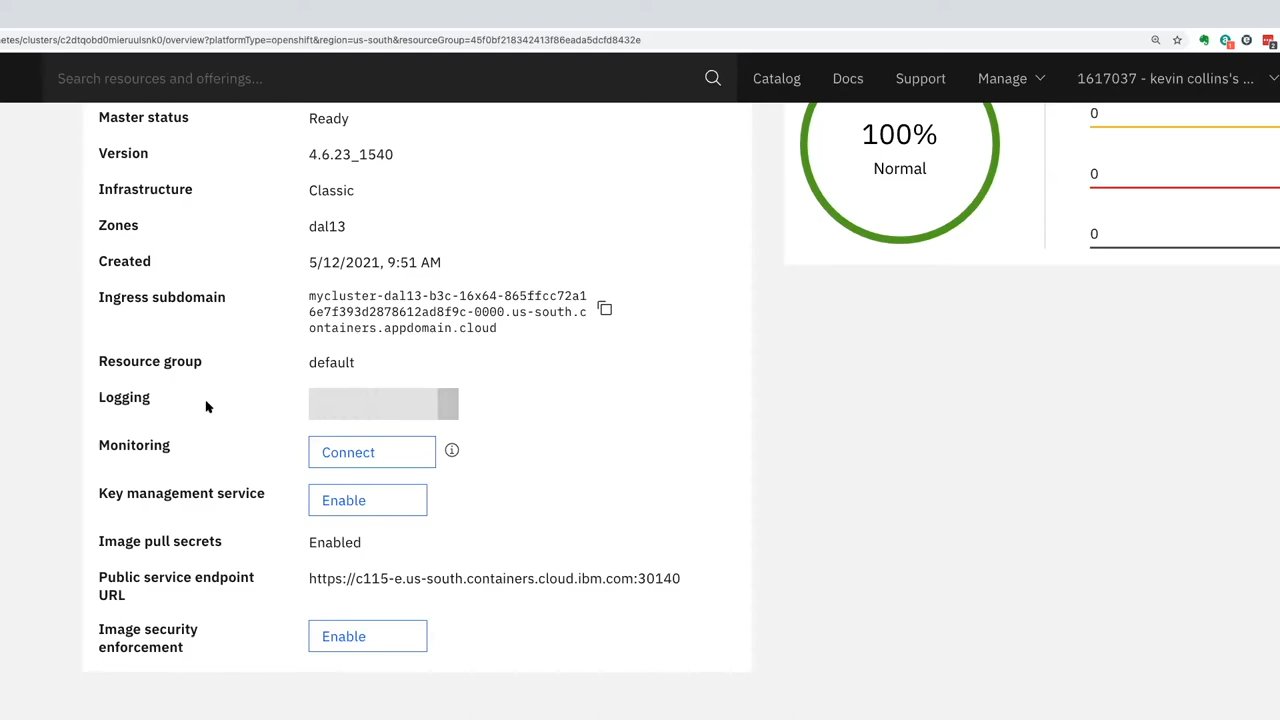 netes/clusters/c2dtqobd0mieruulsnk0/overview?platformType=openshift&region=us-south&resourceGroup=45f0bf218342413f86eada5dcfd8432e
Search resources and offerings...
Catalog
Docs
Support
Manage
1617037 - kevin collins's ...
Master status
Ready
Version
4.6.23_1540
Infrastructure
Classic
Zones
dal13
Created
5/12/2021, 9:51 AM
Ingress subdomain
mycluster-dal13-b3c-16x64-865ffcc72a1
6e7f393d2878612ad8f9c-0000.us-south.c
ontainers.appdomain.cloud
Resource group
default
Logging
Monitoring
Connect
Key management service
Enable
Image pull secrets
Enabled
Public service endpoint
URL
https://c115-e.us-south.containers.cloud.ibm.com:30140
Image security
enforcement
Enable
100%
Normal
0
0
0